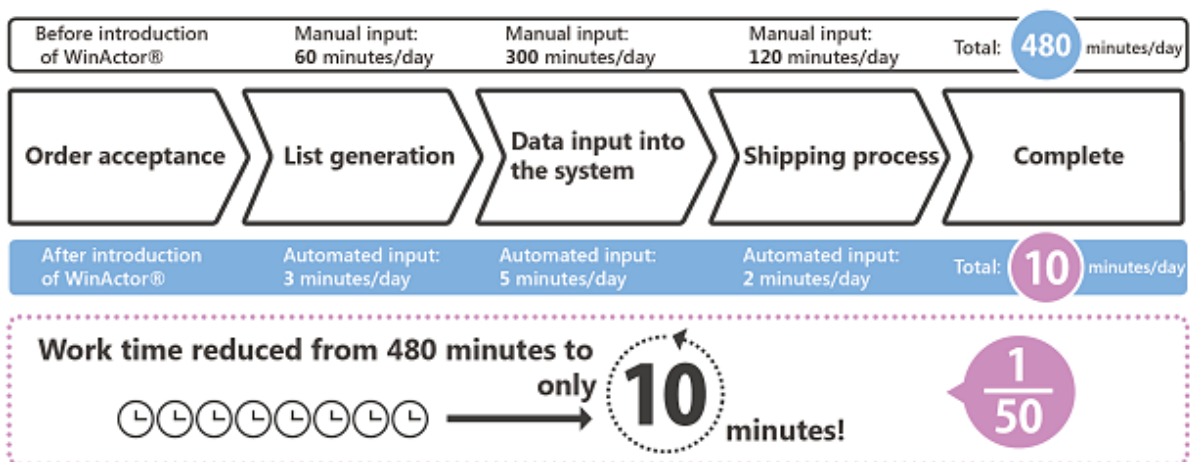 Before introduction
of WinActor®
Manual input:
60 minutes/day
Manual input:
300 minutes/day
Manual input:
120 minutes/day
Total: 480 minutes/day
Order acceptance
List generation
Data input into
the system
Shipping process
Complete
After introduction
of WinActor®
Automated input:
3 minutes/day
Automated input:
5 minutes/day
Automated input:
2 minutes/day
Total: 10 minutes/day
Work time reduced from 480 minutes to
only 10 minutes!
1
50